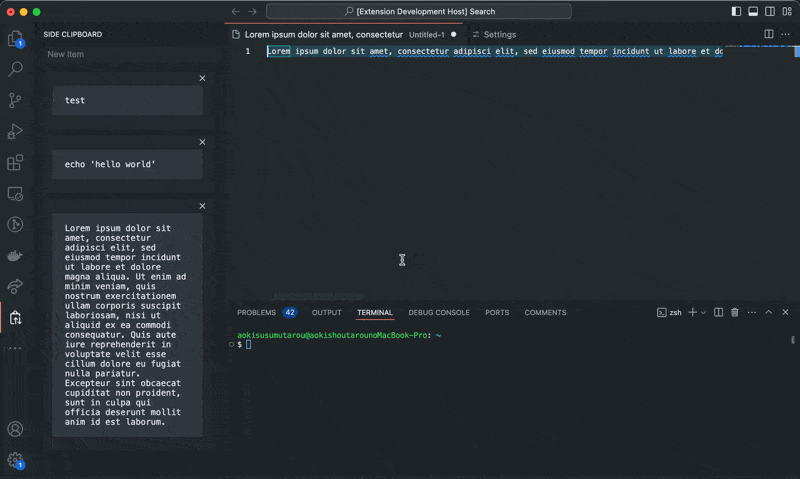 [Extension Development Host] Search
1
SIDE CLIPBOARD
New Item
test
echo 'hello world'
Lorem ipsum dolor sit
amet, consectetur
adipisci elit, sed
eiusmod tempor incidunt
ut labore et dolore
magna aliqua. Ut enim ad
minim veniam, quis
nostrum exercitationem
ullam corporis suscipit
laboriosam, nisi ut
aliquid ex ea commodi
consequatur. Quis aute
iure reprehenderit in
voluptate velit esse
cillum dolore eu fugiat
nulla pariatur.
Excepteur sint obcaecat
cupiditat non proident,
sunt in culpa qui
officia deserunt mollit
anim id est laborum.
1
Lorem ipsum dolor sit amet, consectetur Untitled-1 Settings
1 Lorem ipsum dolor sit amet, consectetur adipisci elit, sed eiusmod tempor incidunt ut labore et do
PROBLEMS 42 OUTPUT TERMINAL DEBUG CONSOLE PORTS COMMENTS zsh
aokisusumutarou@aokishoutarounoMacBook-Pro: ~
$